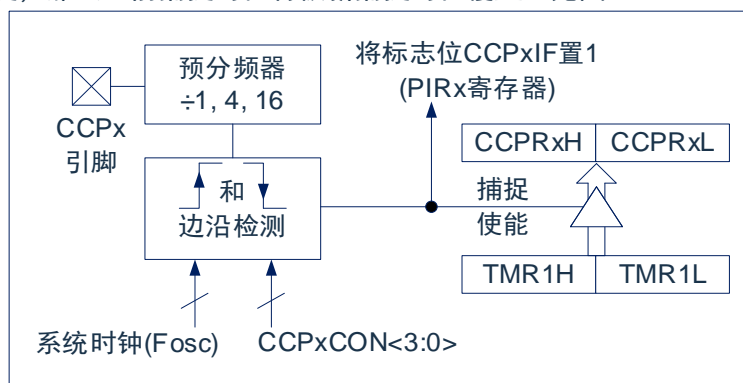 预分频器
÷1, 4, 16
CCPx
引脚
和
边沿检测
将标志位CCPxIF置1
(PIRx寄存器)
CCPRxH CCPRxL
捕捉
使能
TMR1H TMR1L
系统时钟(Fosc) CCPxCON<3:0>